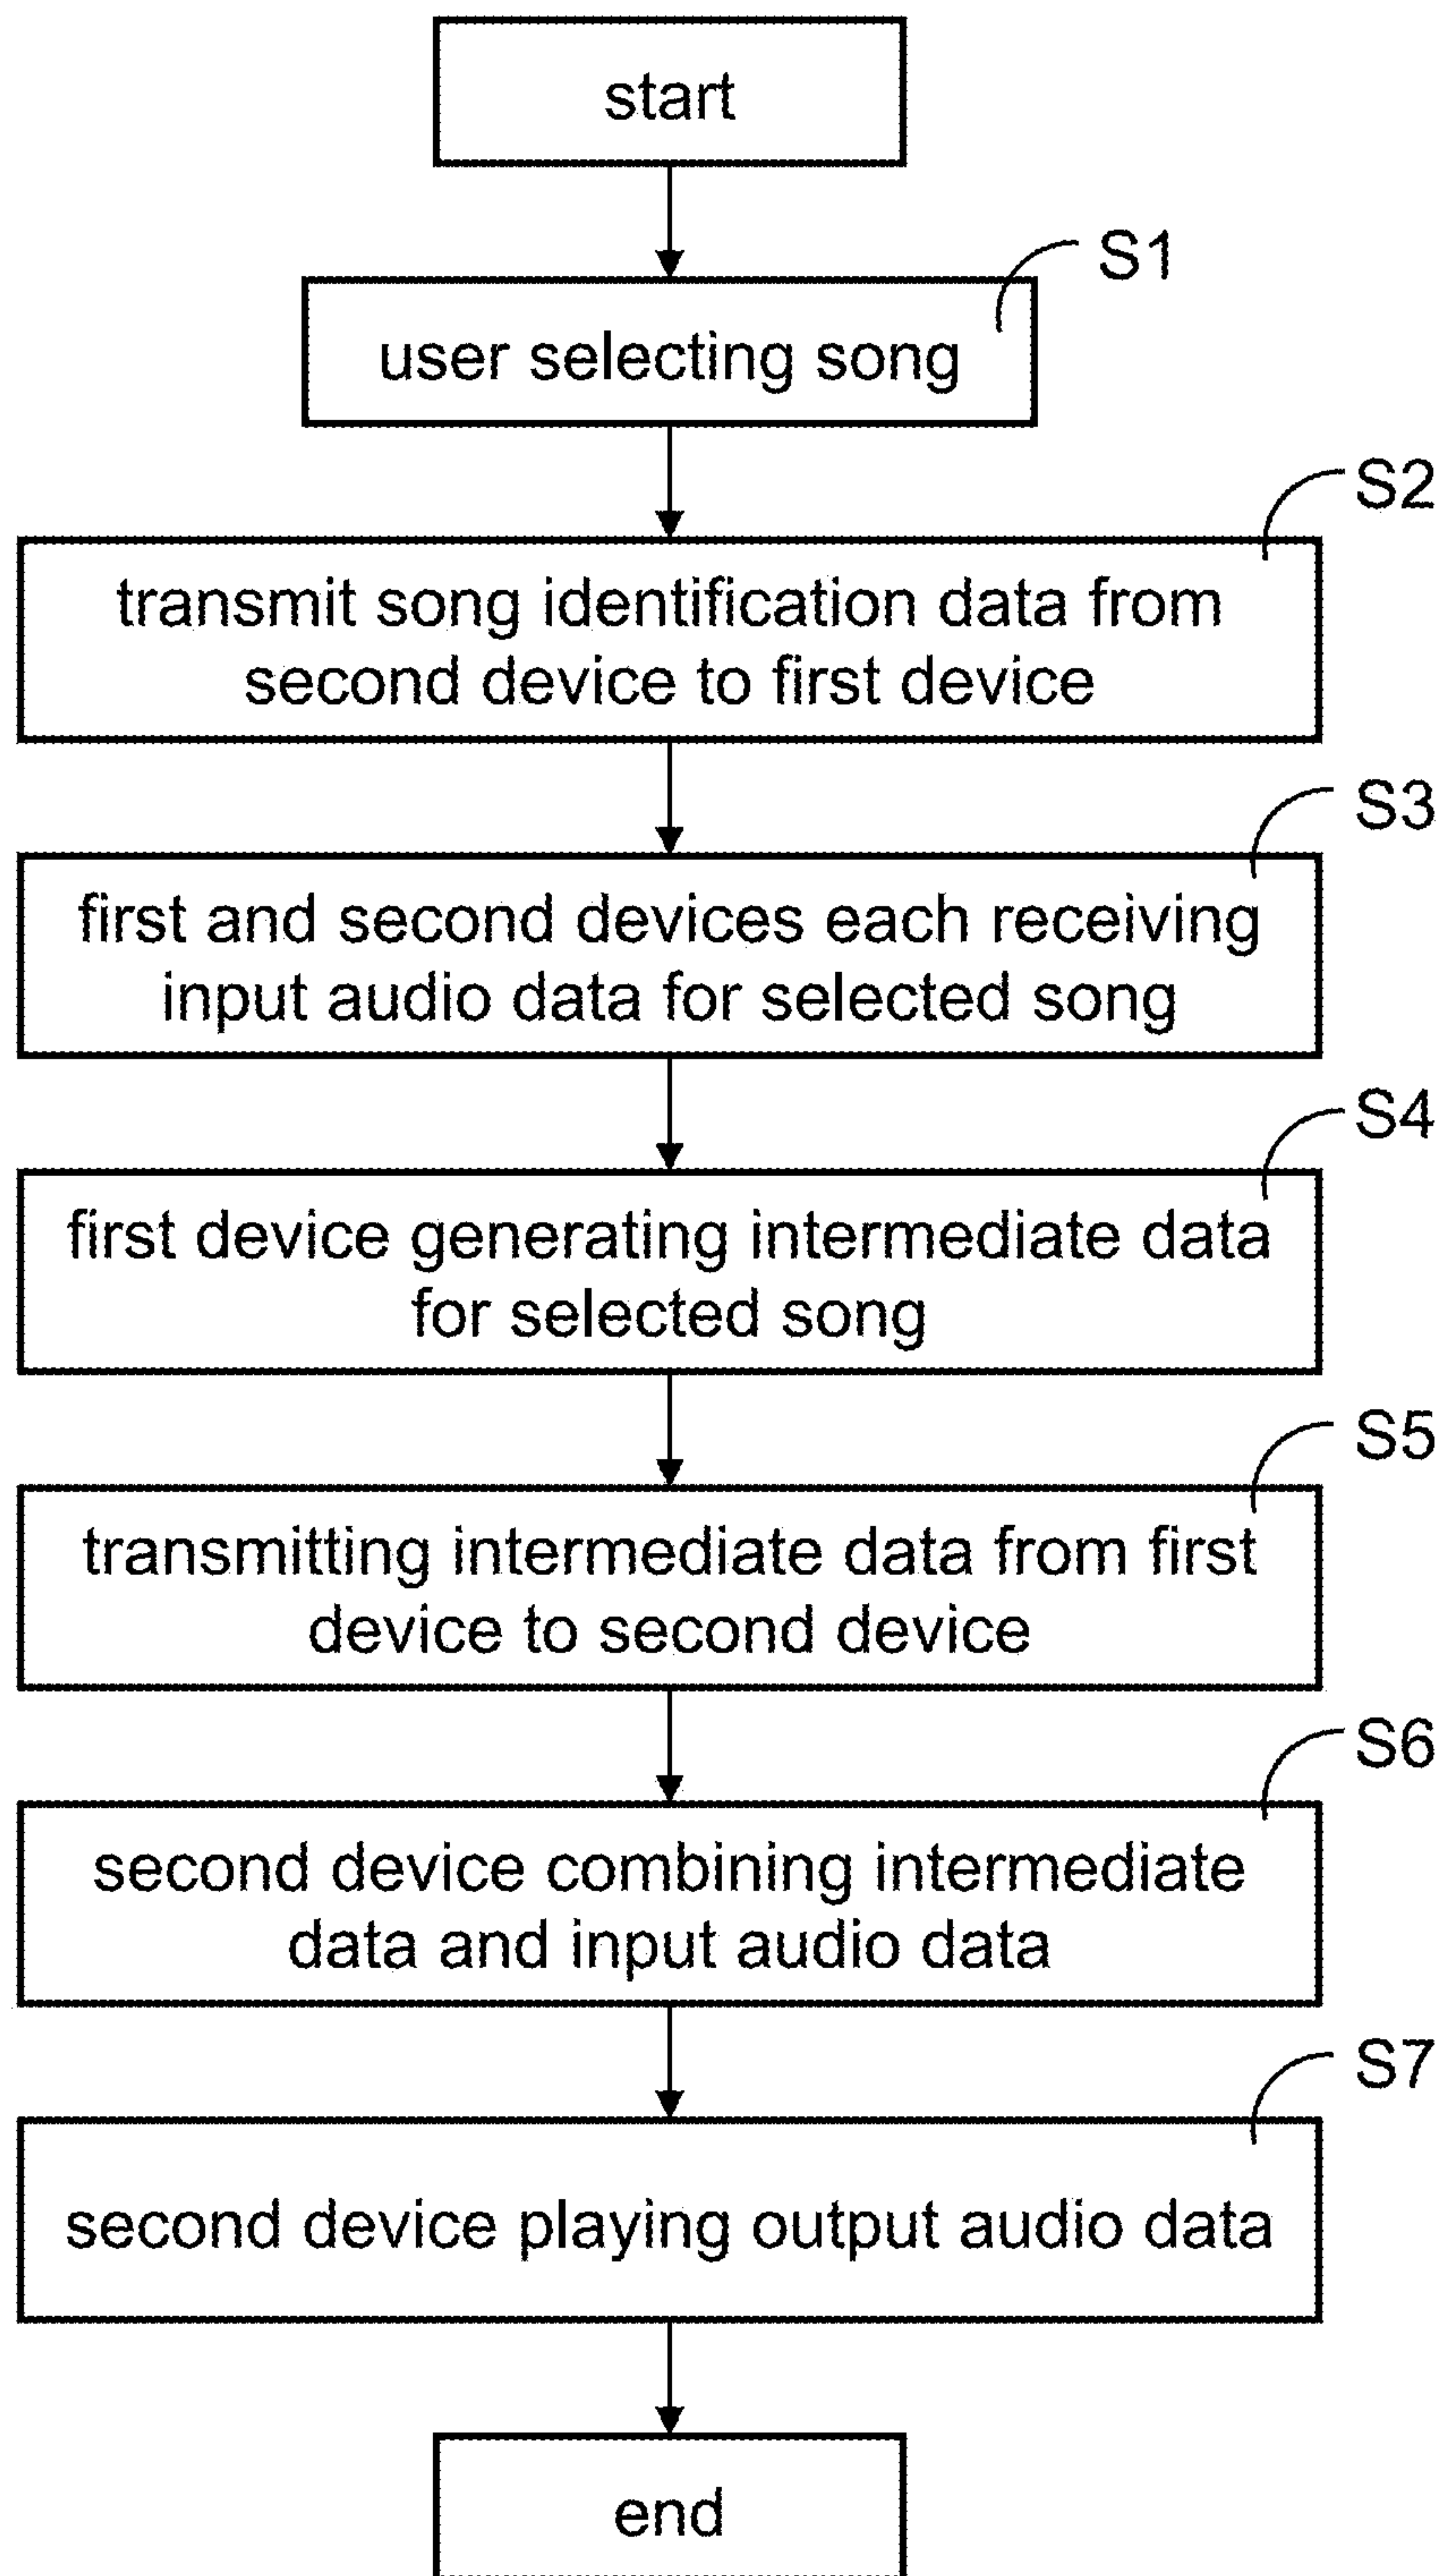 start
S1
user selecting song
S2
transmit song identification data from
second device to first device
S3
first and second devices each receiving
input audio data for selected song
S4
first device generating intermediate data
for selected song
S5
transmitting intermediate data from first
device to second device
S6
second device combining intermediate
data and input audio data
S7
second device playing output audio data
end